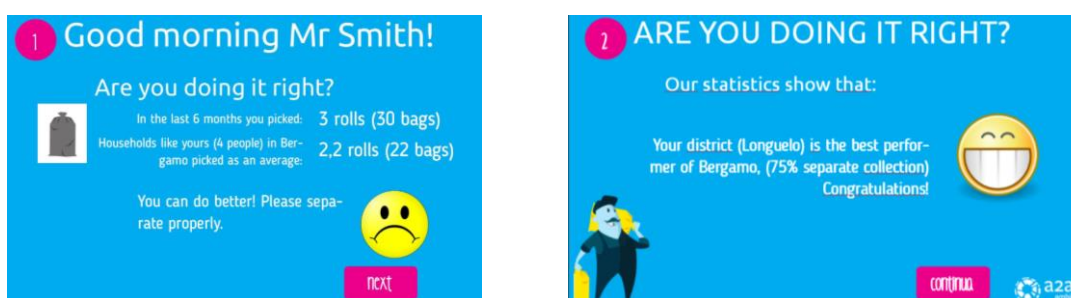 1 Good morning Mr Smith!
Are you doing it right?
In the last 6 months you picked: 3 rolls (30 bags)
Households like yours (4 people) in Ber-
gamo picked as an average: 2,2 rolls (22 bags)
You can do better! Please sepa-
rate properly.
next
2 ARE YOU DOING IT RIGHT?
Our statistics show that:
Your district (Longuelo) is the best perfor-
mer of Bergamo, (75% separate collection)
Congratulations!
continua
a2a